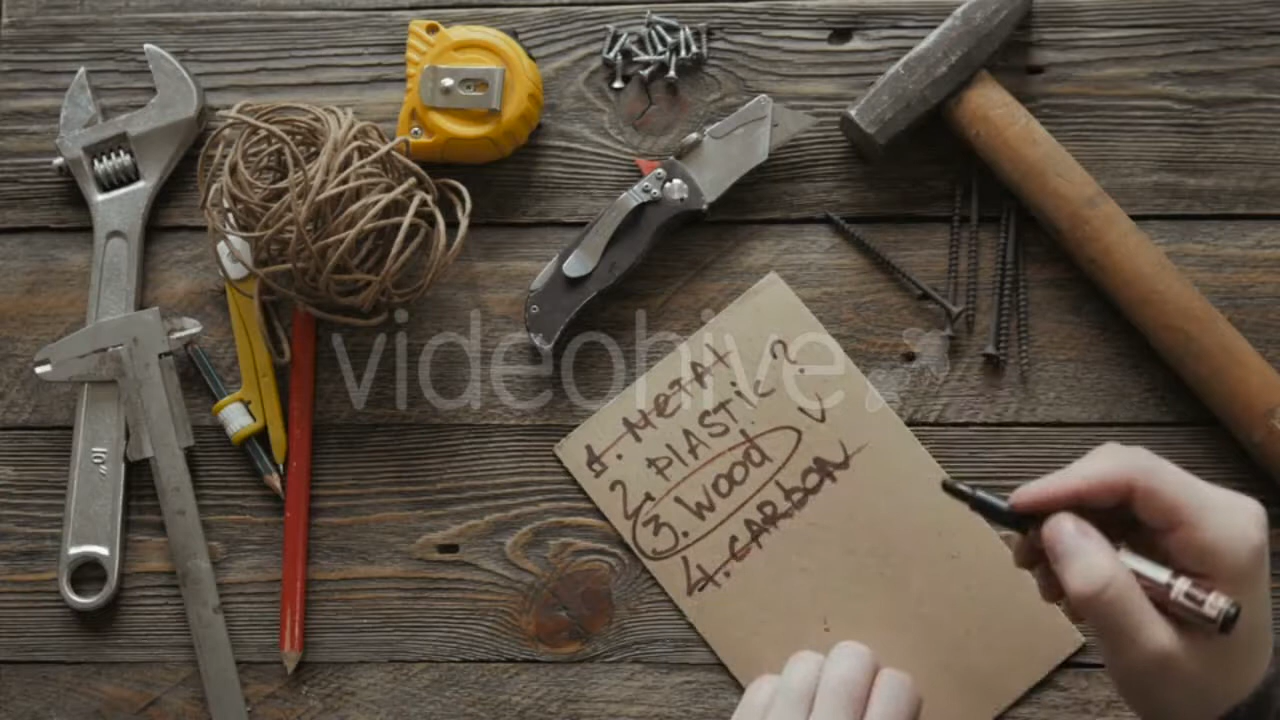 videohive
1. METAL
2. PLASTIC ?
3. WOOD V
4. CARBON
10"